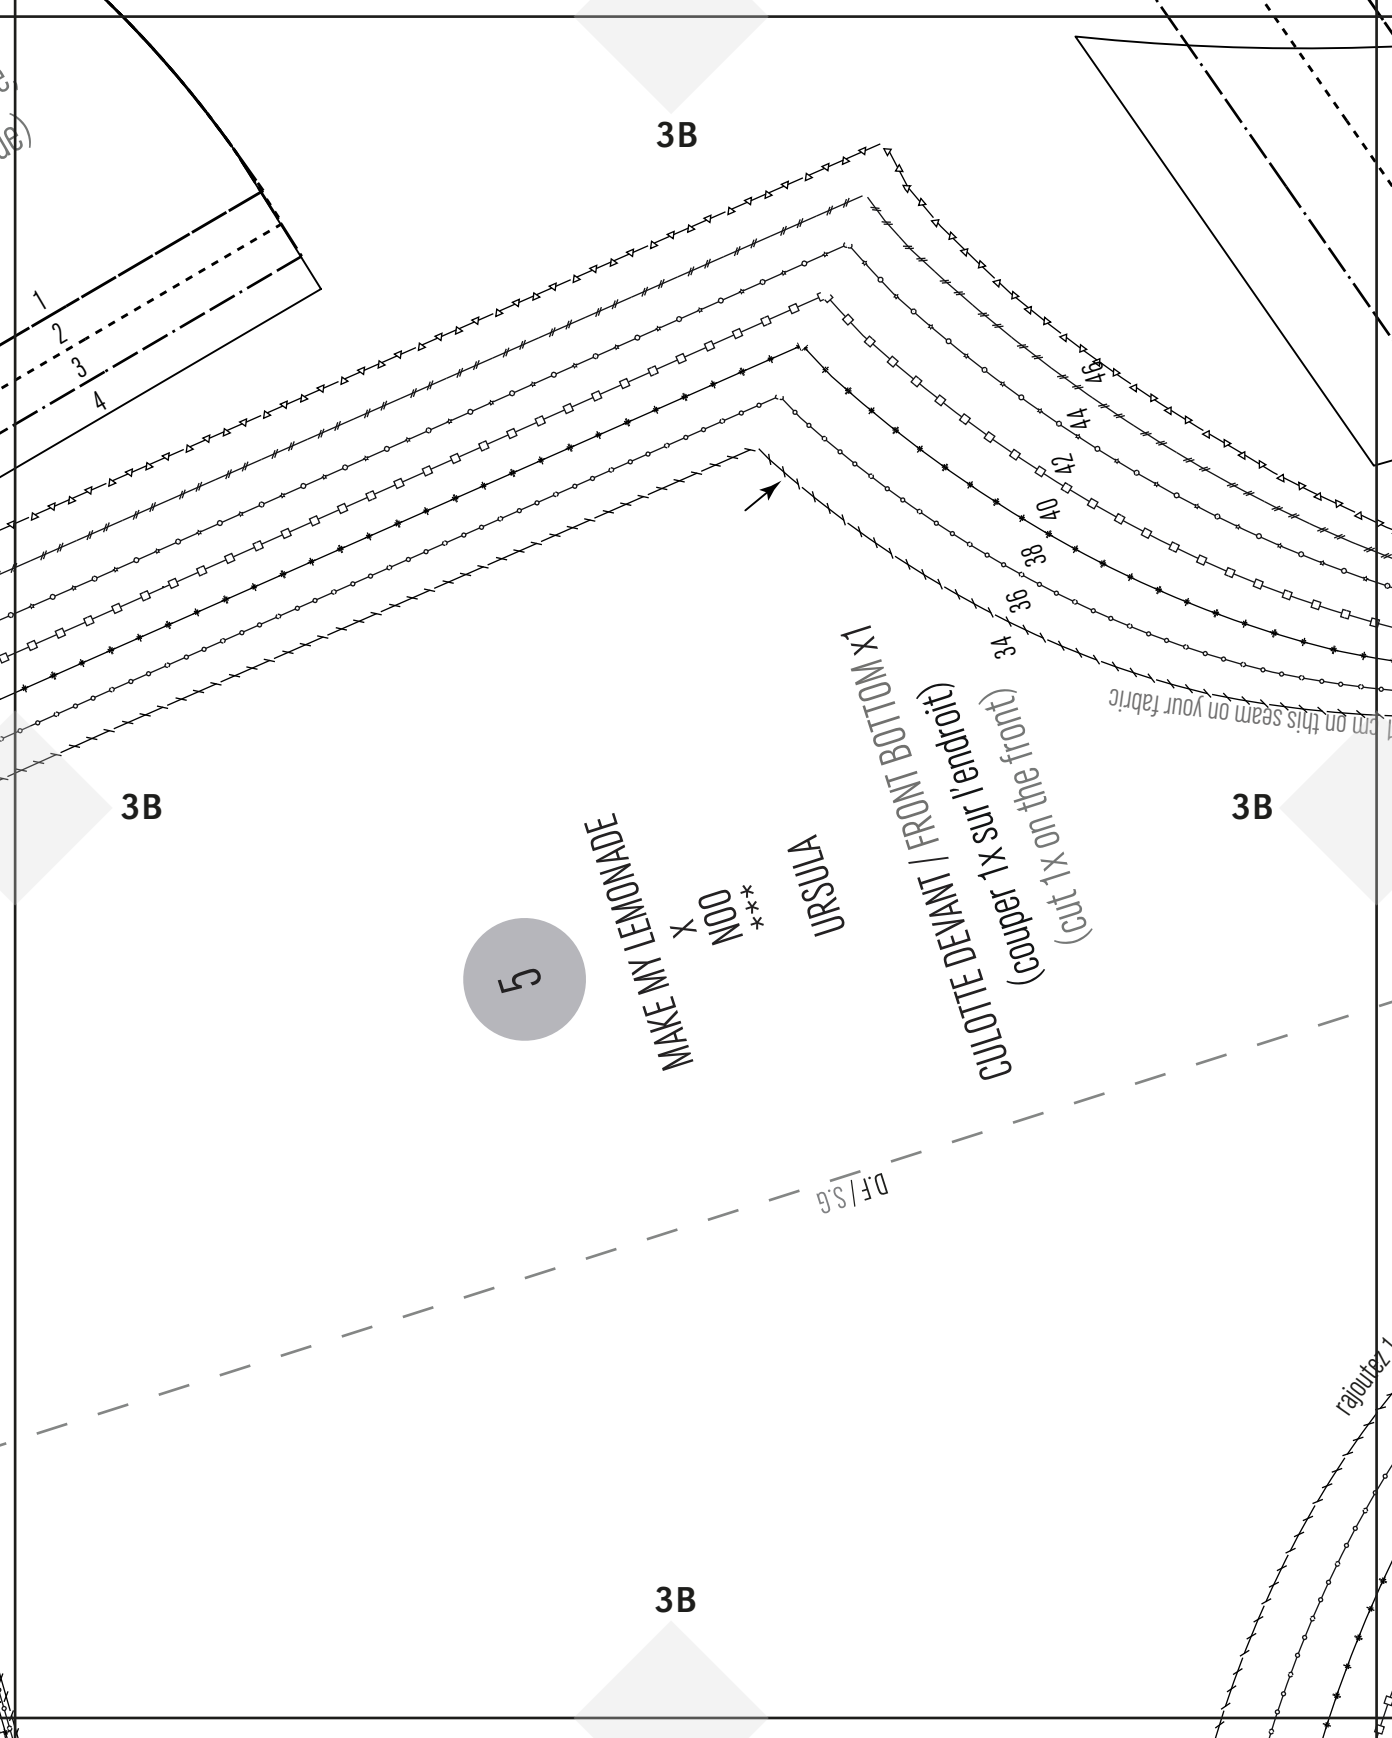 3B
1
2
3
4
46
44
42
40
38
36
34
1 cm on this seam on your fabric
3B
3B
5
MAKE MY LEMONADE
X
NOO
***
URSULA
CULOTTE DEVANT / FRONT BOTTOM X1
(couper 1x sur l'endroit)
(cut 1x on the front)
D.F / S.G
rajoutez 1
3B